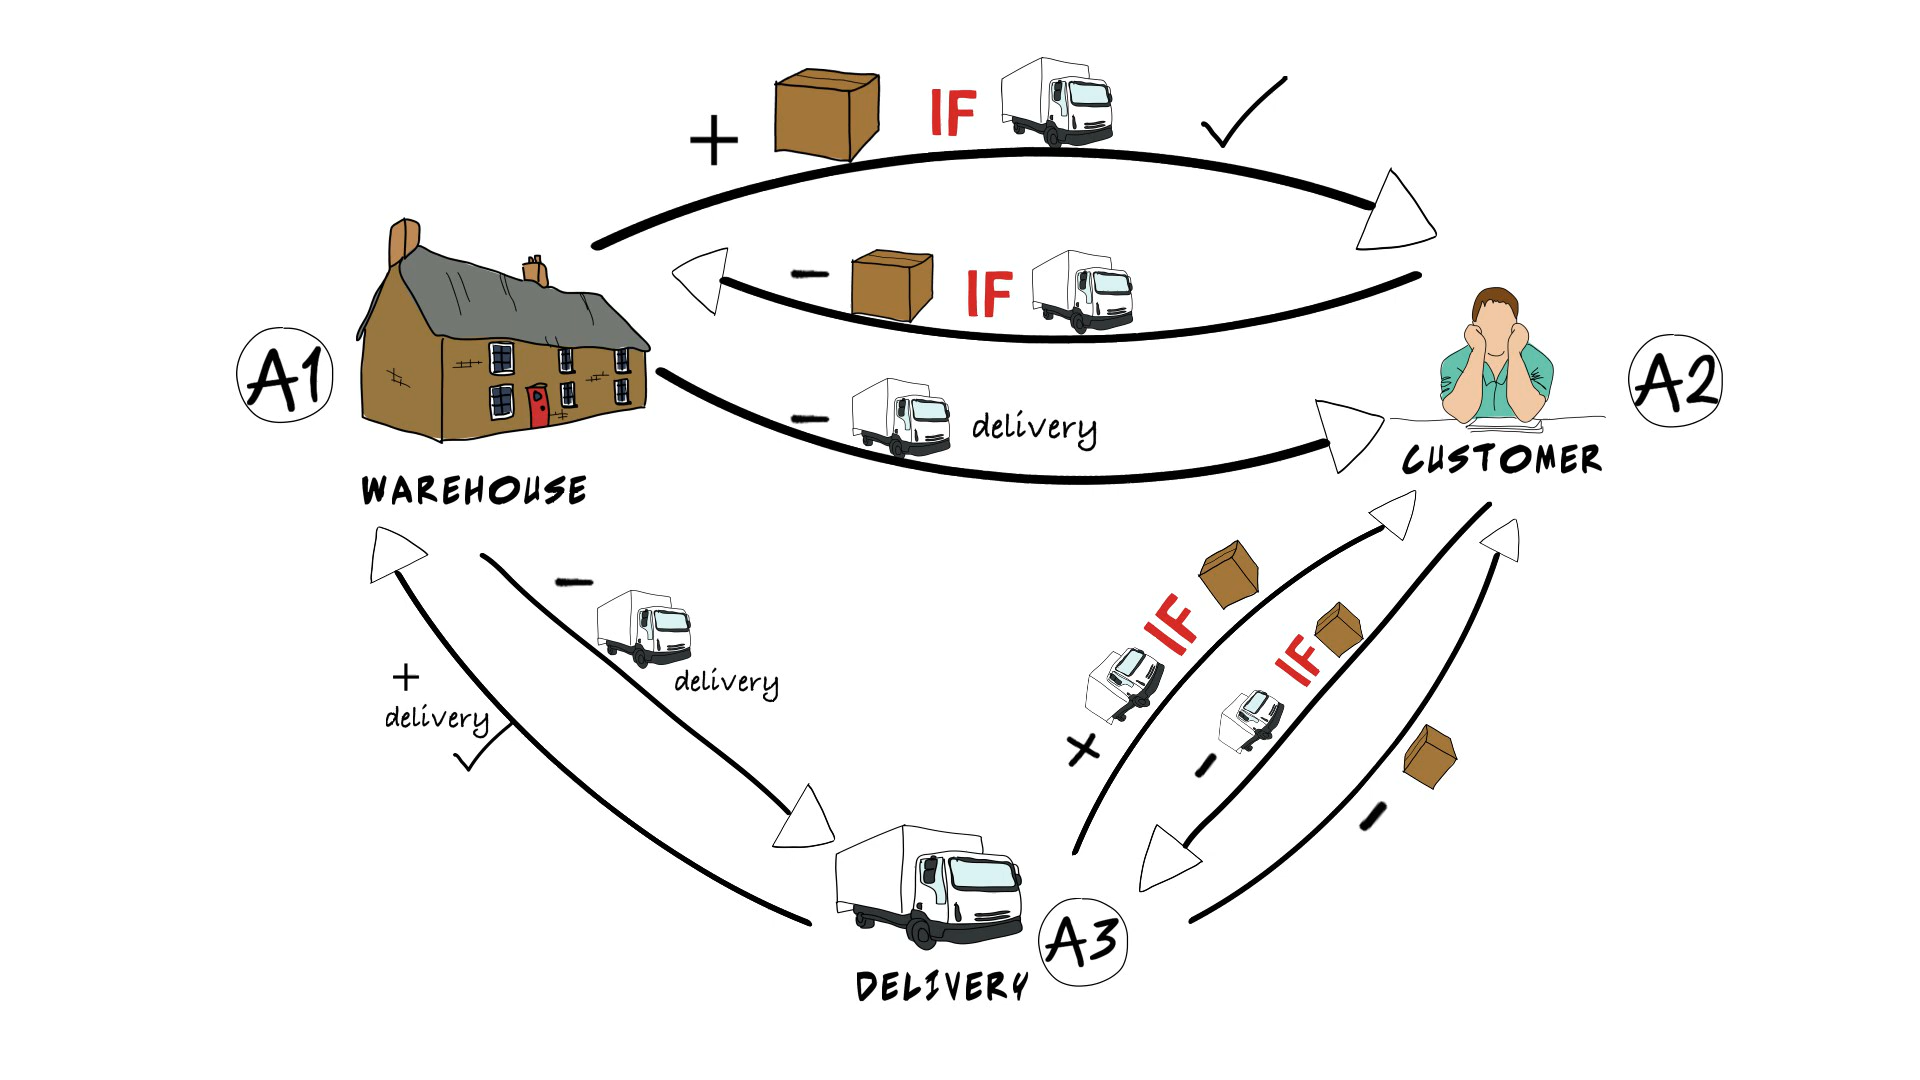 + IF ✓
- IF
A1
A2
- delivery
CUSTOMER
WAREHOUSE
-
IF
IF
delivery
+
delivery ✓
+
-
-
A3
DELIVERY